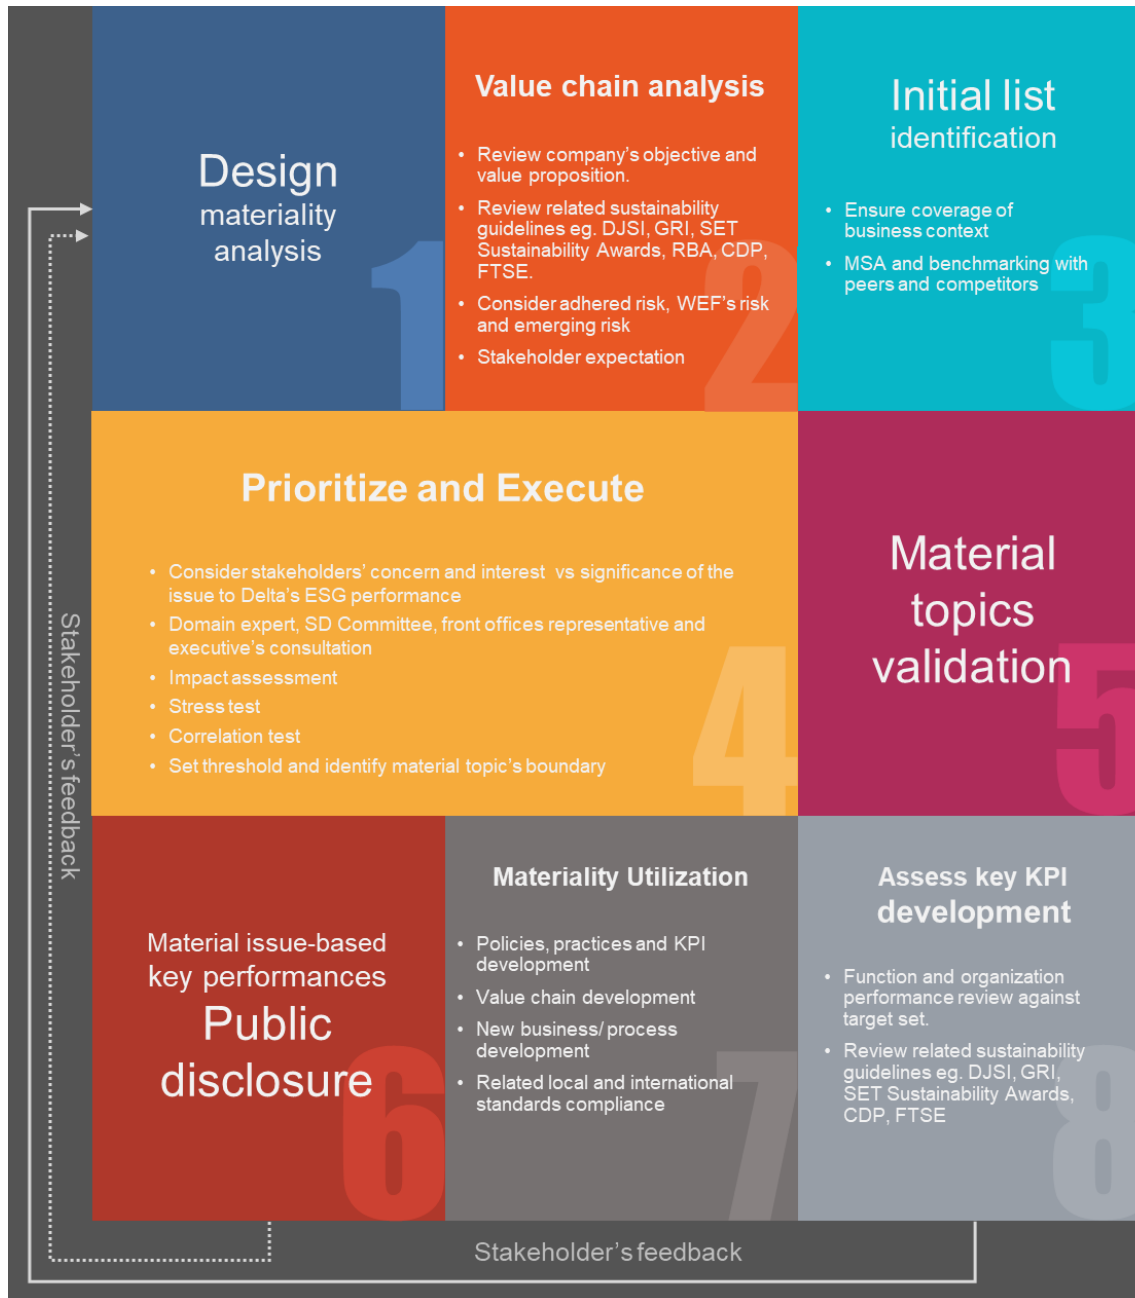 Design
materiality
analysis
1
Value chain analysis
• Review company's objective and
value proposition.
• Review related sustainability
guidelines eg. DJSI, GRI, SET
Sustainability Awards, RBA, CDP,
FTSE.
• Consider adhered risk, WEF's risk
and emerging risk
• Stakeholder expectation
2
Initial list
identification
• Ensure coverage of
business context
• MSA and benchmarking with
peers and competitors
3
Prioritize and Execute
• Consider stakeholders' concern and interest vs significance of the
issue to Delta's ESG performance
• Domain expert, SD Committee, front offices representative and
executive's consultation
• Impact assessment
• Stress test
• Correlation test
• Set threshold and identify material topic's boundary
4
Material
topics
validation
5
Material issue-based
key performances
Public
disclosure
6
Materiality Utilization
• Policies, practices and KPI
development
• Value chain development
• New business/ process
development
• Related local and international
standards compliance
7
Assess key KPI
development
• Function and organization
performance review against
target set.
• Review related sustainability
guidelines eg. DJSI, GRI,
SET Sustainability Awards,
CDP, FTSE
8
Stakeholder's feedback
Stakeholder's feedback